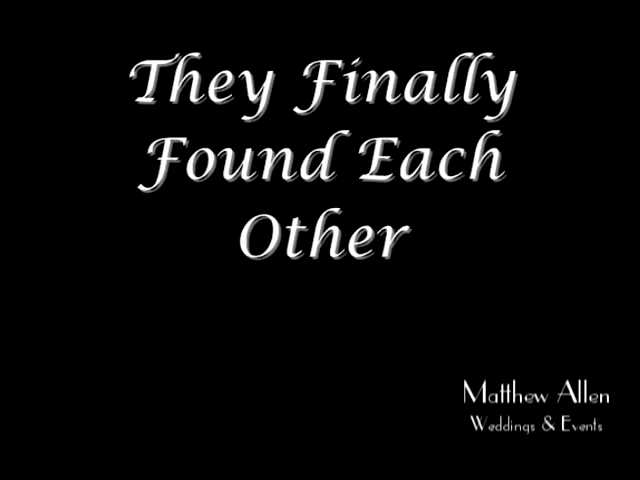 They Finally
Found Each
Other
Matthew Allen
Weddings & Events